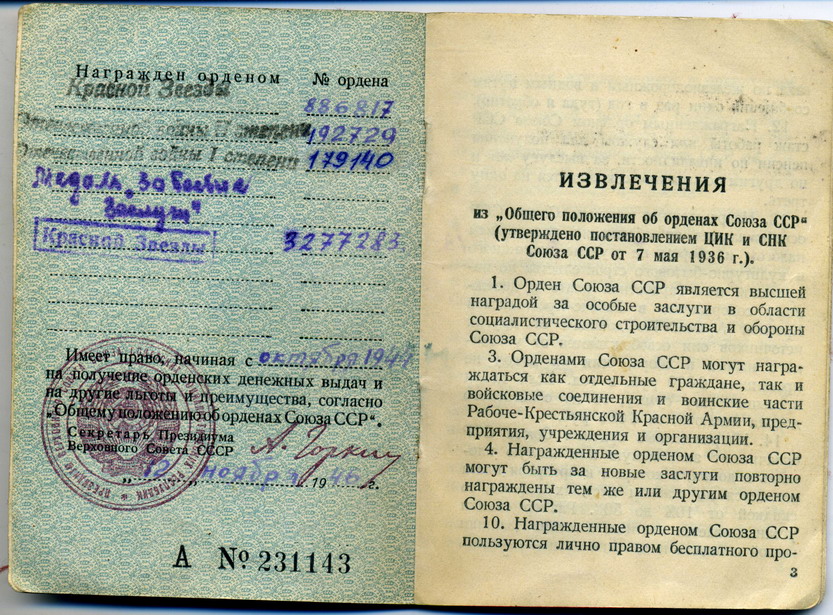 Награжден орденом № ордена
Красной Звезды 886817
Отечественной войны II степени 192729
Отечественной войны I степени 179140
Медаль „За боевые
Заслуги"
Красной Звезды 3277283
Имеет право, начиная с октября 1944
на получение орденских денежных выдач и
на другие льготы и преимущества, согласно
„Общему положению об орденах Союза ССР“.
Секретарь Президиума
Верховного Совета СССР А. Горкин
„12„ ноября 1946 г.
А № 231143
ИЗВЛЕЧЕНИЯ
из „Общего положения об орденах Союза ССР“
(утверждено постановлением ЦИК и СНК
Союза ССР от 7 мая 1936 г.).
1. Орден Союза ССР является высшей
наградой за особые заслуги в области
социалистического строительства и обороны
Союза ССР.
3. Орденами Союза ССР могут награ-
ждаться как отдельные граждане, так и
войсковые соединения и воинские части
Рабоче-Крестьянской Красной Армии, пред-
приятия, учреждения и организации.
4. Награжденные орденом Союза ССР
могут быть за новые заслуги повторно
награждены тем же или другим орденом
Союза ССР.
10. Награжденные орденом Союза ССР
пользуются лично правом бесплатного про-
3